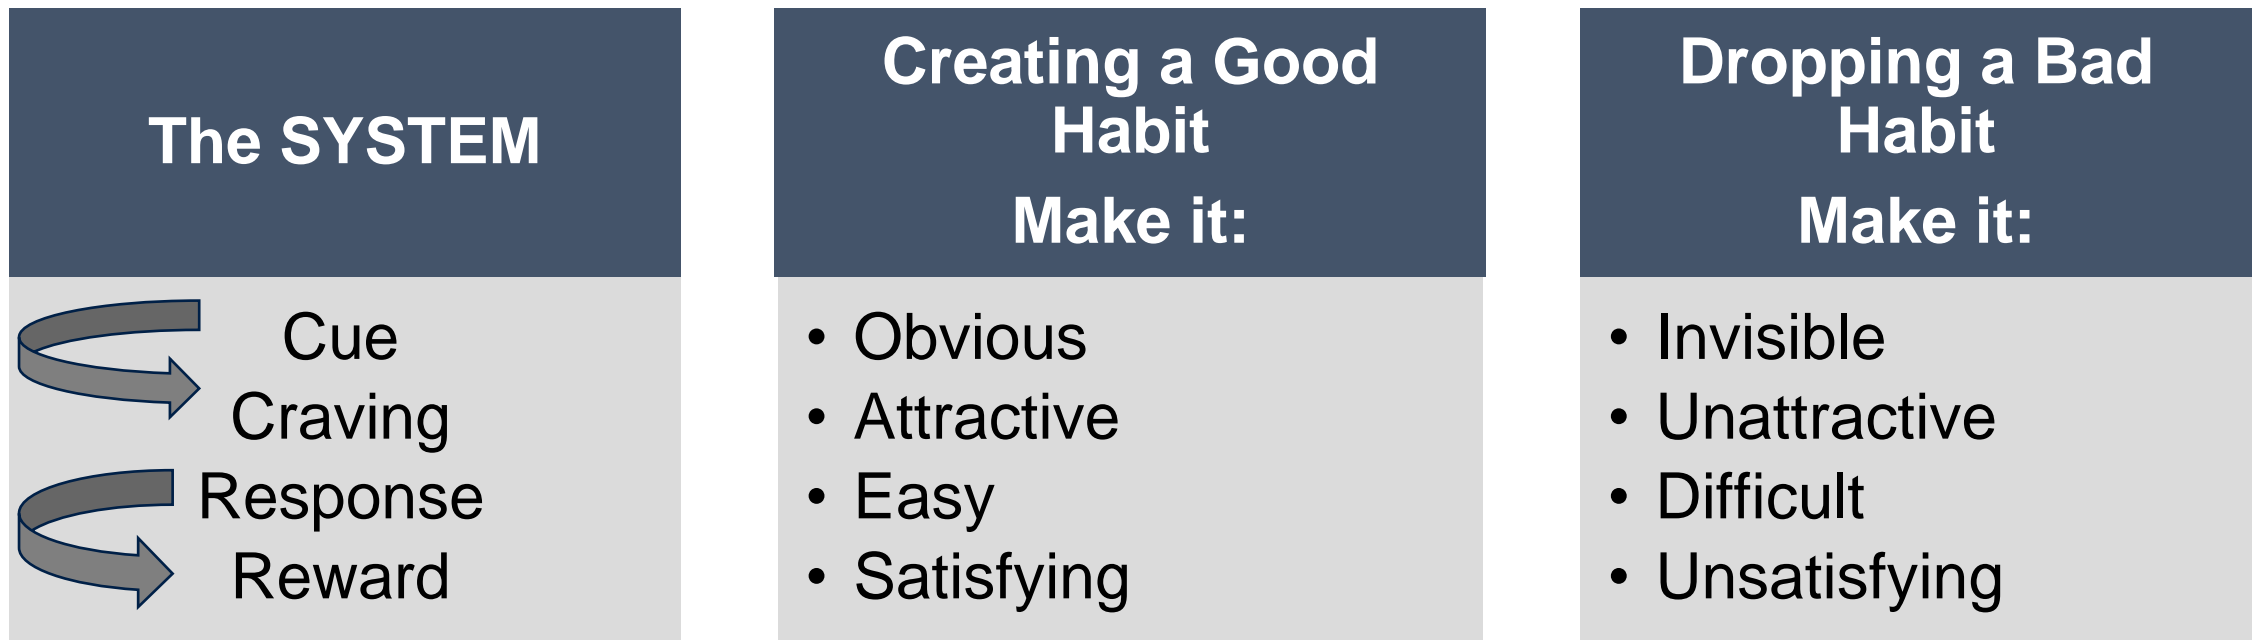 The SYSTEM
Cue
Craving
Response
Reward
Creating a Good
Habit
Make it:
• Obvious
• Attractive
• Easy
• Satisfying
Dropping a Bad
Habit
Make it:
• Invisible
• Unattractive
• Difficult
• Unsatisfying